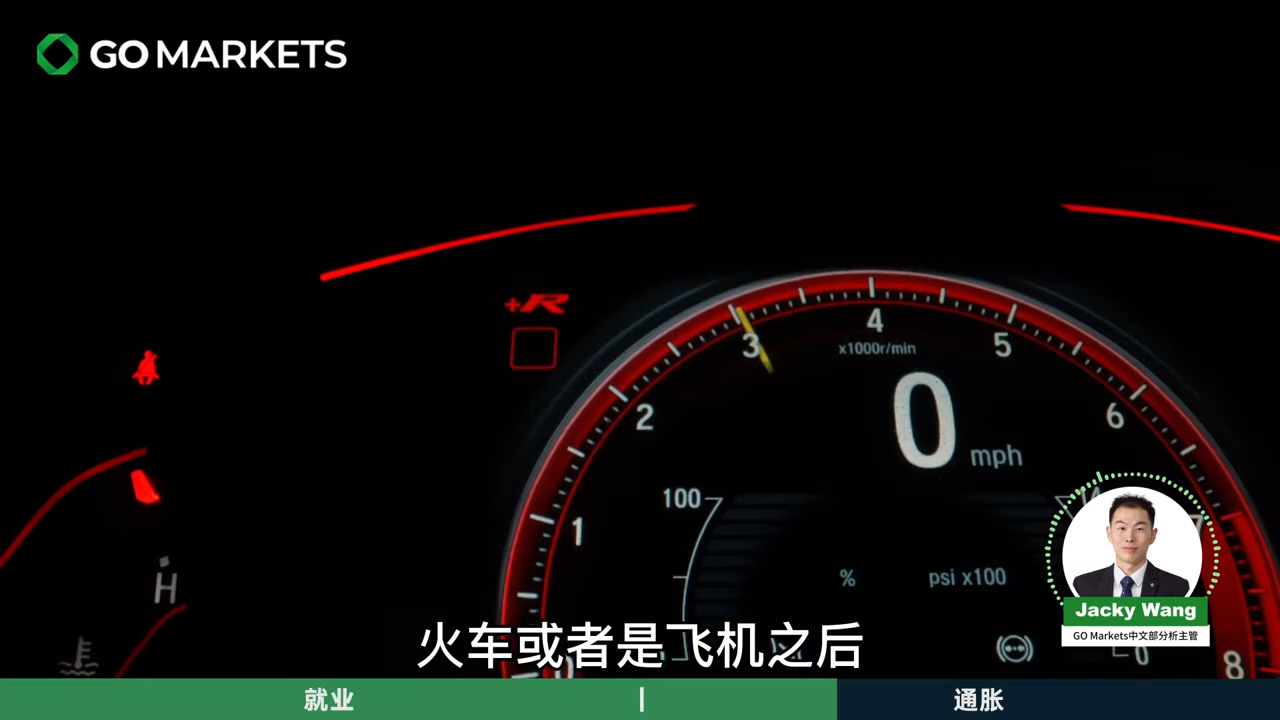 GO MARKETS
+R
4
3
5
x1000r/min
2
0
6
mph
100
1
%
psi x100
H
Jacky Wang
GO Markets中文部分析主管
0
8
火车或者是飞机之后
就业
|
通胀